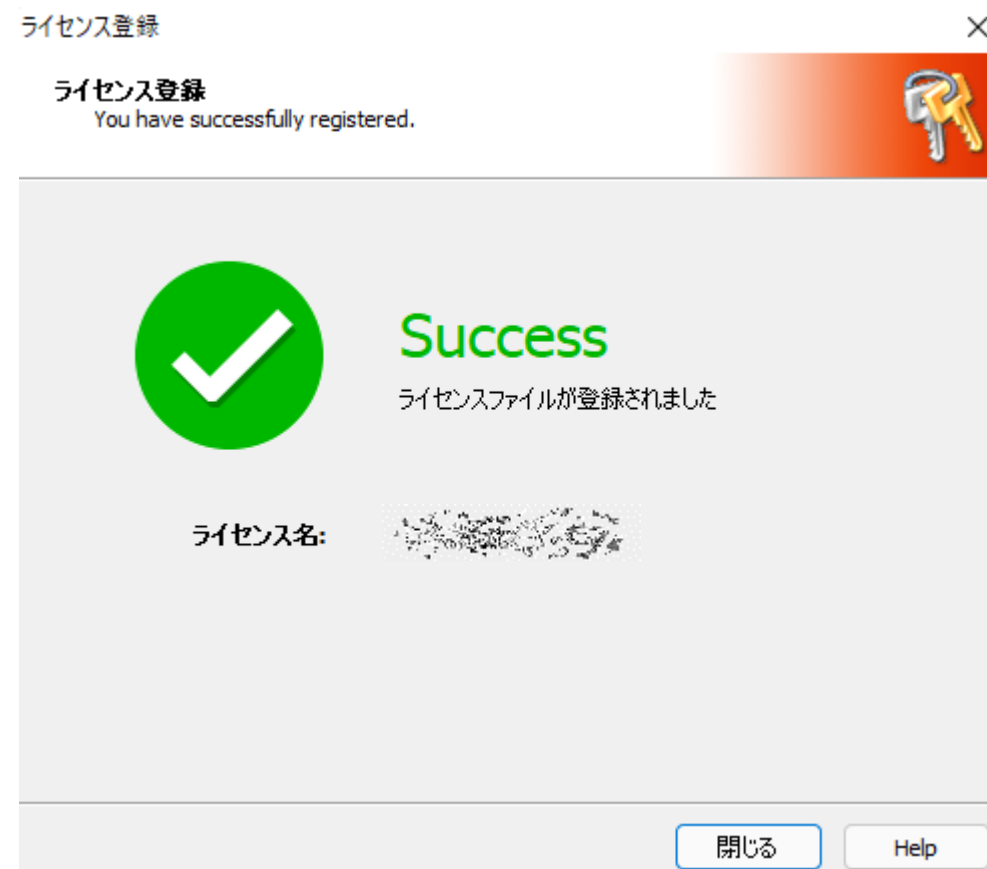 ライセンス登録
ライセンス登録
You have successfully registered.
Success
ライセンスファイルが登録されました
ライセンス名:
閉じる
Help